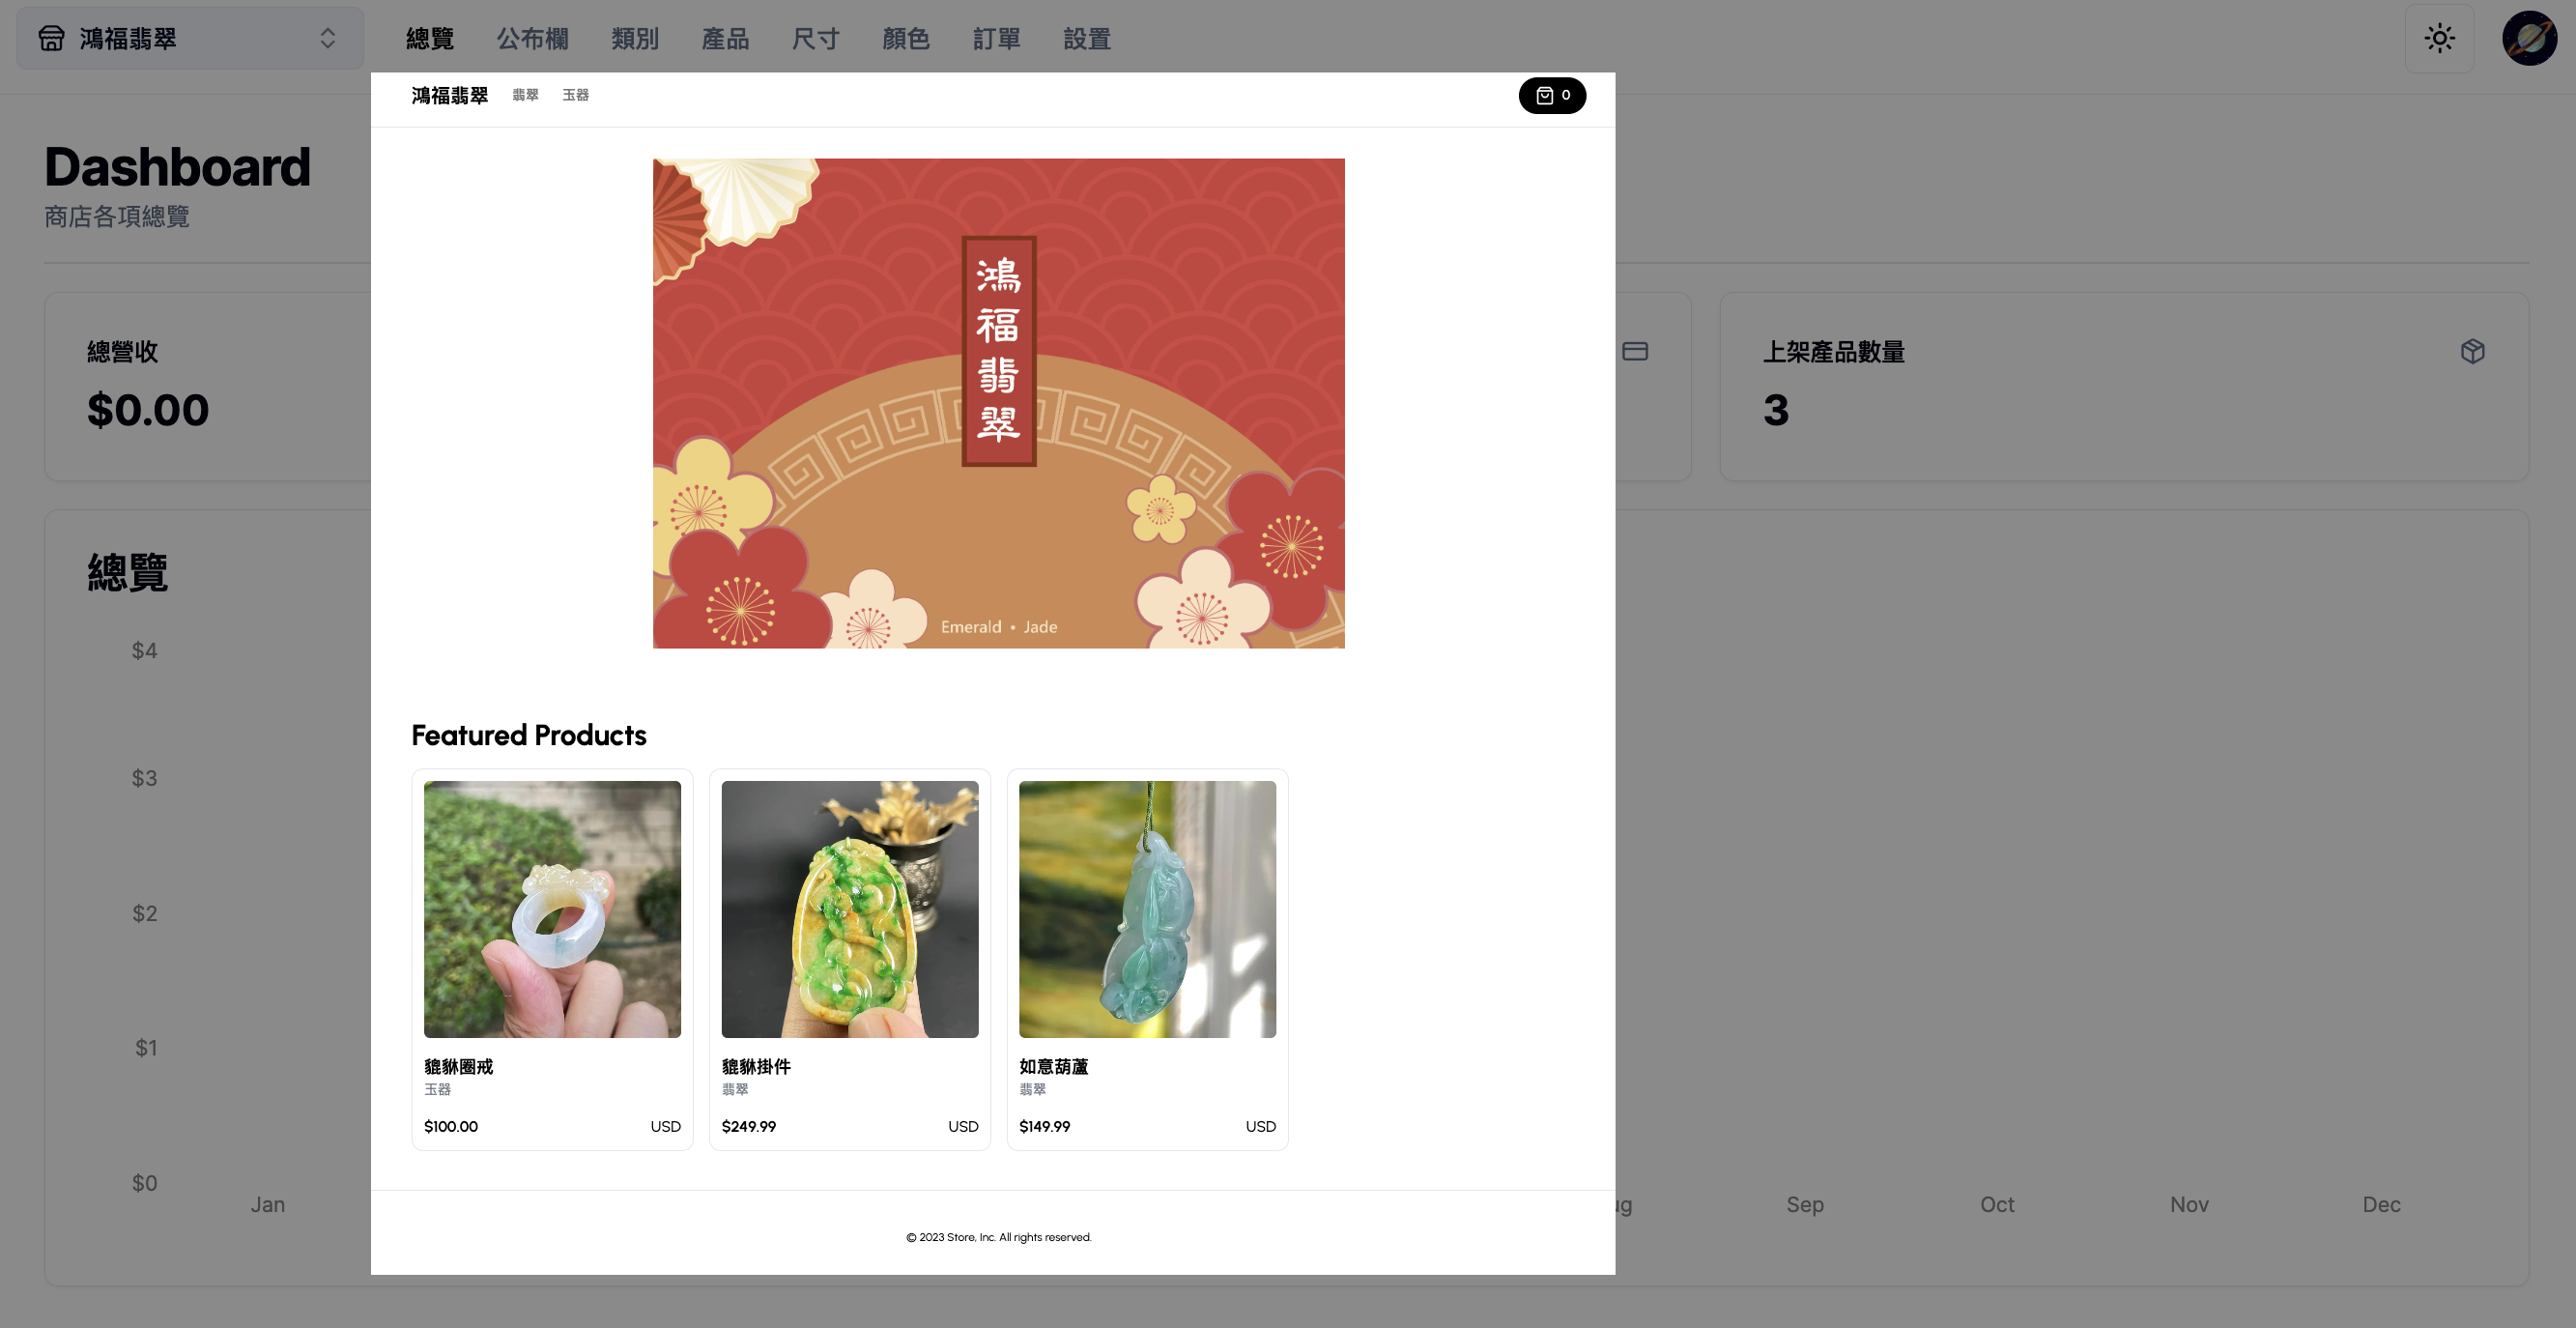 鴻福翡翠
總覽 公布欄 類別 產品 尺寸 顏色 訂單 設置
Dashboard
商店各項總覽
總營收
$0.00
上架產品數量
3
總覽
$4
$3
$2
$1
$0
Jan
ug
Sep
Oct
Nov
Dec
鴻福翡翠 翡翠 玉器
0
鴻福翡翠
Emerald • Jade
Featured Products
貔貅圈戒
玉器
$100.00 USD
貔貅掛件
翡翠
$249.99 USD
如意葫蘆
翡翠
$149.99 USD
© 2023 Store, Inc. All rights reserved.